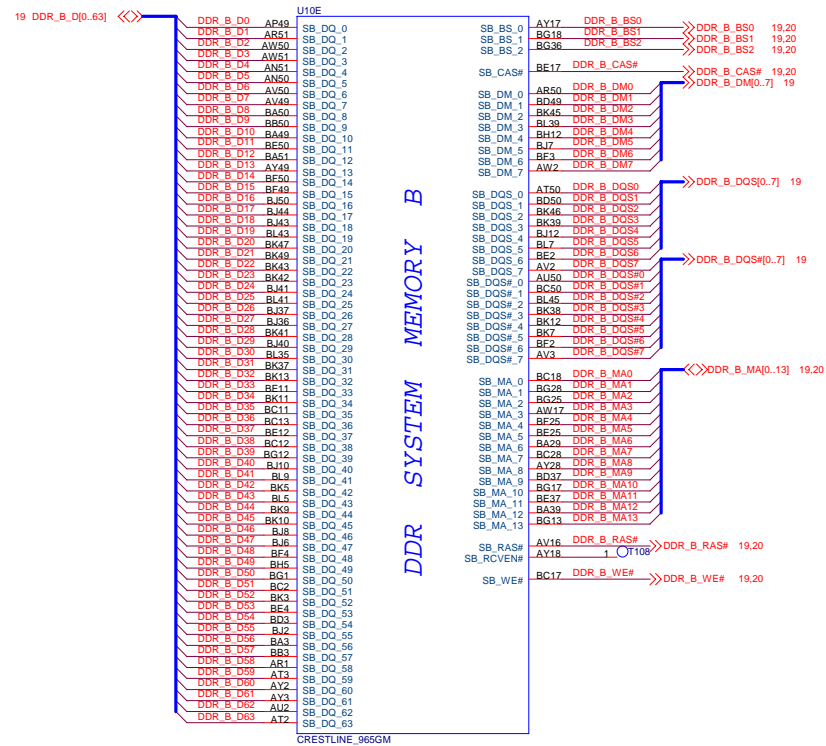 U10E
19 DDR_B_D[0..63]
DDR_B_D0 AP49 SB_DQ_0
DDR_B_D1 AR51 SB_DQ_1
DDR_B_D2 AW50 SB_DQ_2
DDR_B_D3 AW51 SB_DQ_3
DDR_B_D4 AN51 SB_DQ_4
DDR_B_D5 AN50 SB_DQ_5
DDR_B_D6 AV50 SB_DQ_6
DDR_B_D7 AV49 SB_DQ_7
DDR_B_D8 BA50 SB_DQ_8
DDR_B_D9 BB50 SB_DQ_9
DDR_B_D10 BA49 SB_DQ_10
DDR_B_D11 BE50 SB_DQ_11
DDR_B_D12 BA51 SB_DQ_12
DDR_B_D13 AY49 SB_DQ_13
DDR_B_D14 BF50 SB_DQ_14
DDR_B_D15 BF49 SB_DQ_15
DDR_B_D16 BJ50 SB_DQ_16
DDR_B_D17 BJ44 SB_DQ_17
DDR_B_D18 BJ43 SB_DQ_18
DDR_B_D19 BL43 SB_DQ_19
DDR_B_D20 BK47 SB_DQ_20
DDR_B_D21 BK49 SB_DQ_21
DDR_B_D22 BK43 SB_DQ_22
DDR_B_D23 BK42 SB_DQ_23
DDR_B_D24 BJ41 SB_DQ_24
DDR_B_D25 BL41 SB_DQ_25
DDR_B_D26 BJ37 SB_DQ_26
DDR_B_D27 BJ36 SB_DQ_27
DDR_B_D28 BK41 SB_DQ_28
DDR_B_D29 BJ40 SB_DQ_29
DDR_B_D30 BL35 SB_DQ_30
DDR_B_D31 BK37 SB_DQ_31
DDR_B_D32 BK13 SB_DQ_32
DDR_B_D33 BE11 SB_DQ_33
DDR_B_D34 BK11 SB_DQ_34
DDR_B_D35 BC11 SB_DQ_35
DDR_B_D36 BC13 SB_DQ_36
DDR_B_D37 BE12 SB_DQ_37
DDR_B_D38 BC12 SB_DQ_38
DDR_B_D39 BG12 SB_DQ_39
DDR_B_D40 BJ10 SB_DQ_40
DDR_B_D41 BL9 SB_DQ_41
DDR_B_D42 BK5 SB_DQ_42
DDR_B_D43 BL5 SB_DQ_43
DDR_B_D44 BK9 SB_DQ_44
DDR_B_D45 BK10 SB_DQ_45
DDR_B_D46 BJ8 SB_DQ_46
DDR_B_D47 BJ6 SB_DQ_47
DDR_B_D48 BF4 SB_DQ_48
DDR_B_D49 BH5 SB_DQ_49
DDR_B_D50 BG1 SB_DQ_50
DDR_B_D51 BC2 SB_DQ_51
DDR_B_D52 BK3 SB_DQ_52
DDR_B_D53 BE4 SB_DQ_53
DDR_B_D54 BD3 SB_DQ_54
DDR_B_D55 BJ2 SB_DQ_55
DDR_B_D56 BA3 SB_DQ_56
DDR_B_D57 BB3 SB_DQ_57
DDR_B_D58 AR1 SB_DQ_58
DDR_B_D59 AT3 SB_DQ_59
DDR_B_D60 AY2 SB_DQ_60
DDR_B_D61 AY3 SB_DQ_61
DDR_B_D62 AU2 SB_DQ_62
DDR_B_D63 AT2 SB_DQ_63
DDR SYSTEM MEMORY B
SB_BS_0 AY17 DDR_B_BS0 DDR_B_BS0 19,20
SB_BS_1 BG18 DDR_B_BS1 DDR_B_BS1 19,20
SB_BS_2 BG36 DDR_B_BS2 DDR_B_BS2 19,20
SB_CAS# BE17 DDR_B_CAS# DDR_B_CAS# 19,20
DDR_B_DM[0..7] 19
SB_DM_0 AR50 DDR_B_DM0
SB_DM_1 BD49 DDR_B_DM1
SB_DM_2 BK45 DDR_B_DM2
SB_DM_3 BL39 DDR_B_DM3
SB_DM_4 BH12 DDR_B_DM4
SB_DM_5 BJ7 DDR_B_DM5
SB_DM_6 BF3 DDR_B_DM6
SB_DM_7 AW2 DDR_B_DM7
DDR_B_DQS[0..7] 19
SB_DQS_0 AT50 DDR_B_DQS0
SB_DQS_1 BD50 DDR_B_DQS1
SB_DQS_2 BK46 DDR_B_DQS2
SB_DQS_3 BK39 DDR_B_DQS3
SB_DQS_4 BJ12 DDR_B_DQS4
SB_DQS_5 BL7 DDR_B_DQS5
SB_DQS_6 BE2 DDR_B_DQS6
SB_DQS_7 AV2 DDR_B_DQS7
DDR_B_DQS#[0..7] 19
SB_DQS#_0 AU50 DDR_B_DQS#0
SB_DQS#_1 BC50 DDR_B_DQS#1
SB_DQS#_2 BL45 DDR_B_DQS#2
SB_DQS#_3 BK38 DDR_B_DQS#3
SB_DQS#_4 BK12 DDR_B_DQS#4
SB_DQS#_5 BK7 DDR_B_DQS#5
SB_DQS#_6 BF2 DDR_B_DQS#6
SB_DQS#_7 AV3 DDR_B_DQS#7
DDR_B_MA[0..13] 19,20
SB_MA_0 BC18 DDR_B_MA0
SB_MA_1 BG28 DDR_B_MA1
SB_MA_2 BG25 DDR_B_MA2
SB_MA_3 AW17 DDR_B_MA3
SB_MA_4 BF25 DDR_B_MA4
SB_MA_5 BE25 DDR_B_MA5
SB_MA_6 BA29 DDR_B_MA6
SB_MA_7 BC28 DDR_B_MA7
SB_MA_8 AY28 DDR_B_MA8
SB_MA_9 BD37 DDR_B_MA9
SB_MA_10 BG17 DDR_B_MA10
SB_MA_11 BE37 DDR_B_MA11
SB_MA_12 BA39 DDR_B_MA12
SB_MA_13 BG13 DDR_B_MA13
SB_RAS# AV16 DDR_B_RAS# DDR_B_RAS# 19,20
SB_RCVEN# AY18 1 T108
SB_WE# BC17 DDR_B_WE# DDR_B_WE# 19,20
CRESTLINE_965GM